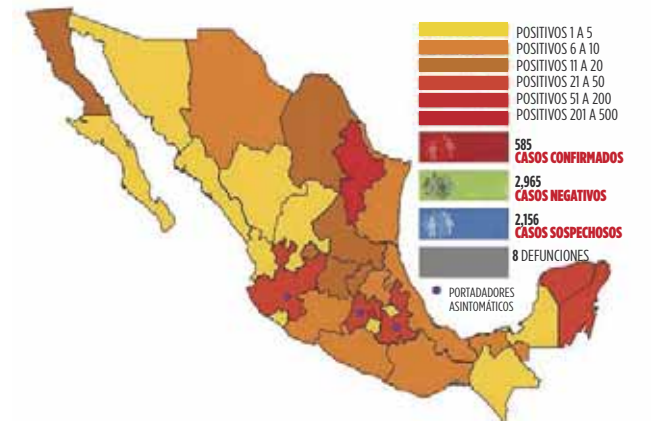 POSITIVOS 1 A 5
POSITIVOS 6 A 10
POSITIVOS 11 A 20
POSITIVOS 21 A 50
POSITIVOS 51 A 200
POSITIVOS 201 A 500
585
CASOS CONFIRMADOS
2,965
CASOS NEGATIVOS
2,156
CASOS SOSPECHOSOS
8 DEFUNCIONES
PORTADADORES
ASINTOMÁTICOS